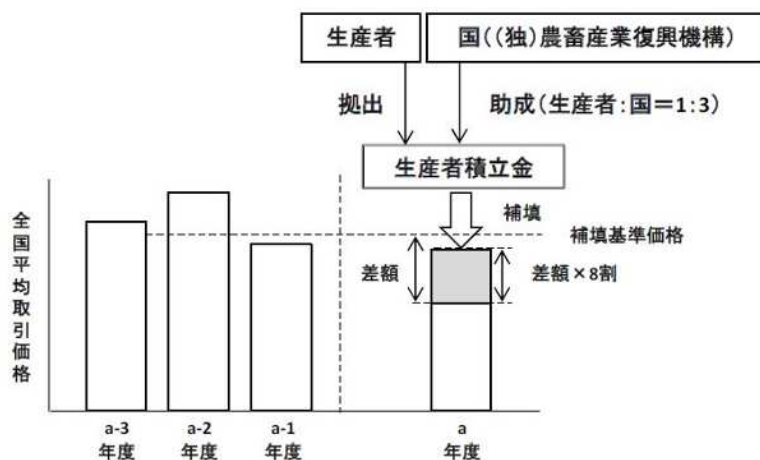 生産者
国((独)農畜産業復興機構)
拠出
助成(生産者:国=1:3)
生産者積立金
補填
補填基準価格
差額
差額×8割
全国平均取引価格
a-3
年度
a-2
年度
a-1
年度
a
年度